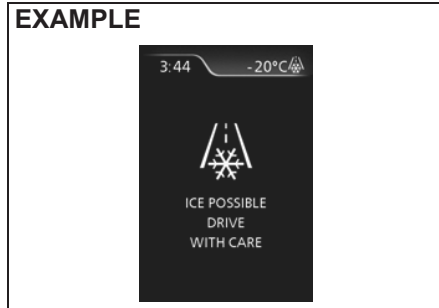 EXAMPLE
3:44 -20°C
ICE POSSIBLE
DRIVE
WITH CARE